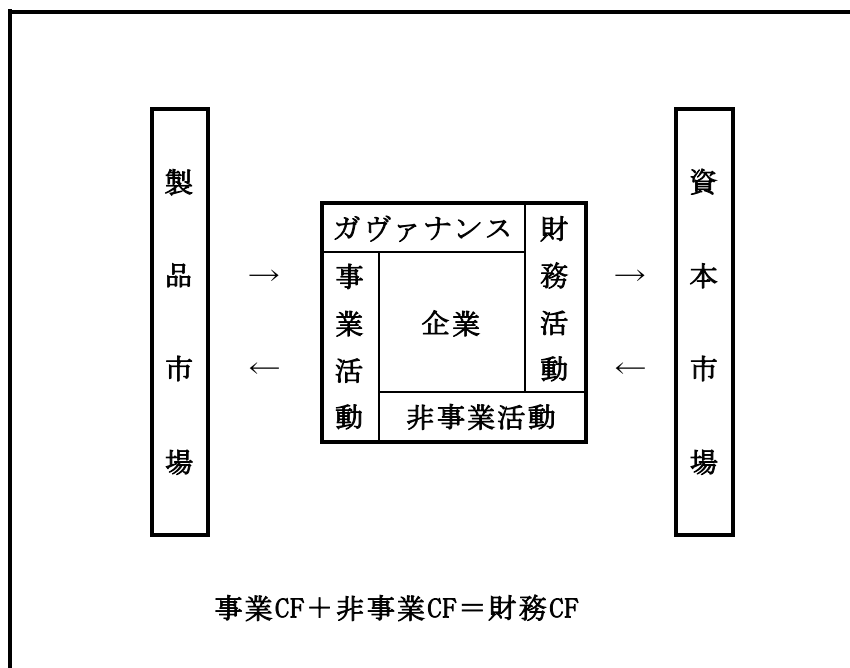 製品市場
→
←
ガヴァナンス
事業活動
企業
財務活動
非事業活動
→
←
資本市場
事業CF＋非事業CF＝財務CF